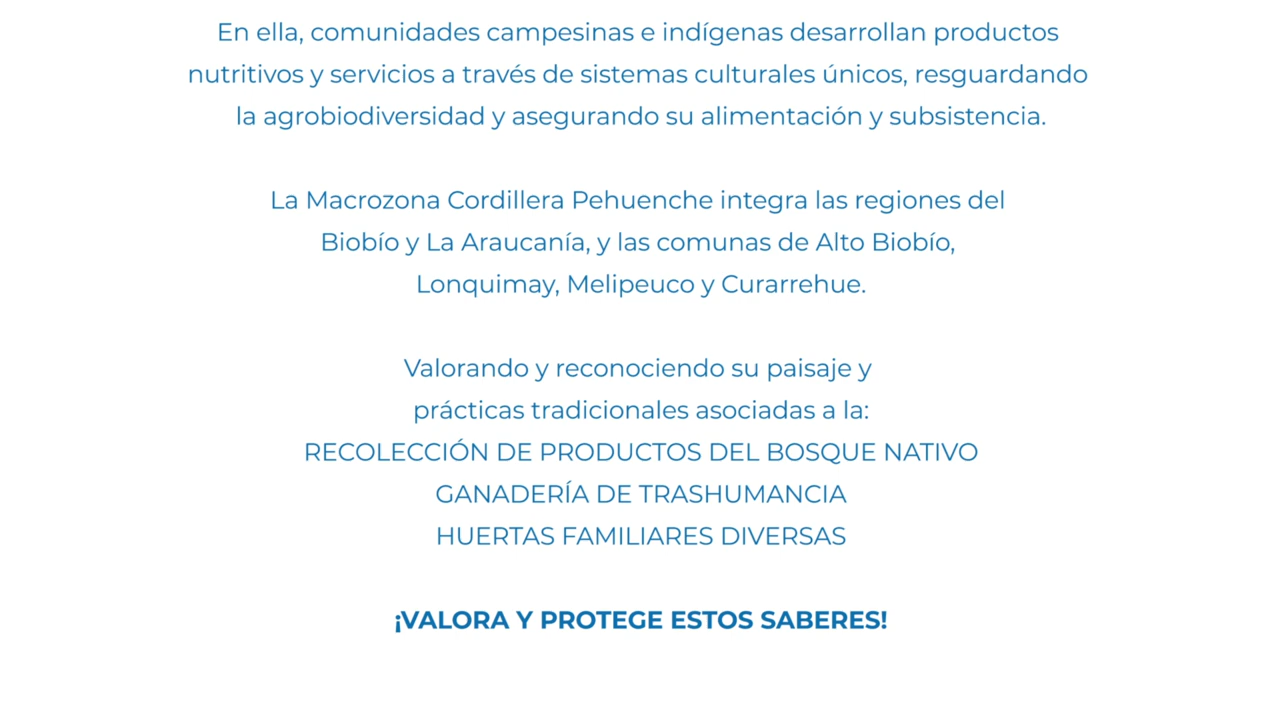 En ella, comunidades campesinas e indígenas desarrollan productos
nutritivos y servicios a través de sistemas culturales únicos, resguardando
la agrobiodiversidad y asegurando su alimentación y subsistencia.
La Macrozona Cordillera Pehuenche integra las regiones del
Biobío y La Araucanía, y las comunas de Alto Biobío,
Lonquimay, Melipeuco y Curarrehue.
Valorando y reconociendo su paisaje y
prácticas tradicionales asociadas a la:
RECOLECCIÓN DE PRODUCTOS DEL BOSQUE NATIVO
GANADERÍA DE TRASHUMANCIA
HUERTAS FAMILIARES DIVERSAS
¡VALORA Y PROTEGE ESTOS SABERES!